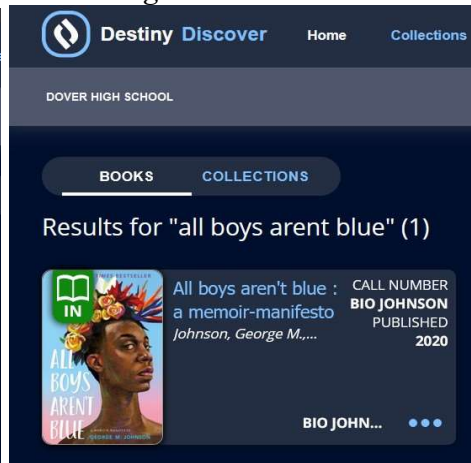 Destiny Discover Home Collections
DOVER HIGH SCHOOL
BOOKS COLLECTIONS
Results for "all boys arent blue" (1)
IN
TIMES BESTSELLER
ALL
BOYS
AREN'T
BLUE
GEORGE M. JOHNSON
All boys aren't blue :
a memoir-manifesto
Johnson, George M.,...
CALL NUMBER
BIO JOHNSON
PUBLISHED
2020
BIO JOHN...